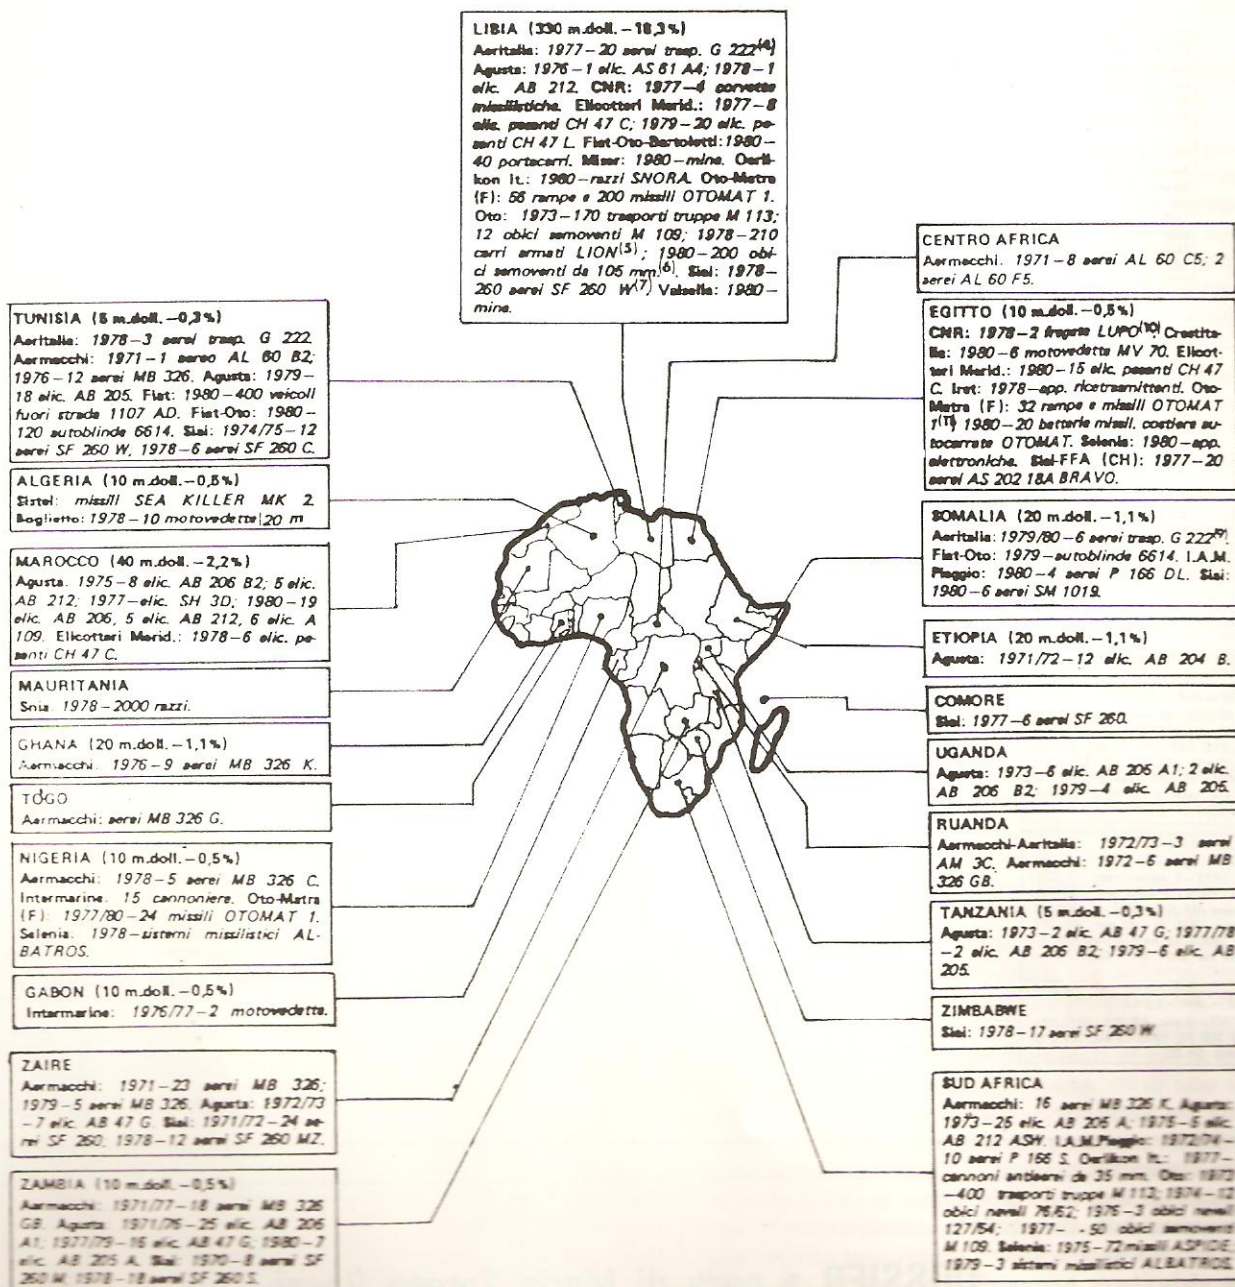 LIBIA (330 m.doll. – 18,3%)
Aeritalia: 1977–20 aerei trasp. G 222(4)
Agusta: 1976–1 elic. AS 61 A4; 1978–1
elic. AB 212. CNR: 1977–4 corvette
missilistiche. Elicotteri Merid.: 1977–8
elic. pesanti CH 47 C; 1979–20 elic. pe-
santi CH 47 L. Fiat-Oto-Bartoletti: 1980–
40 portacarri. Misar: 1980–mine. Oerli-
kon It.: 1980–razzi SNORA. Oto-Matra
(F): 56 rampe e 200 missili OTOMAT 1.
Oto: 1973–170 trasporti truppe M 113;
12 obici semoventi M 109; 1978–210
carri armati LION(5); 1980–200 obi-
ci semoventi da 105 mm.(6). Siai: 1978–
260 aerei SF 260 W(7) Valsella: 1980–
mine.
TUNISIA (5 m.doll. –0,3%)
Aeritalia: 1978–3 aerei trasp. G 222.
Aermacchi: 1971–1 aereo AL 60 B2;
1976–12 aerei MB 326. Agusta: 1979–
18 elic. AB 205. Fiat: 1980–400 veicoli
fuori strada 1107 AD. Fiat-Oto: 1980–
120 autoblinde 6614. Siai: 1974/75–12
aerei SF 260 W, 1978–6 aerei SF 260 C.
ALGERIA (10 m.doll. –0,5%)
Sistel: missili SEA KILLER MK 2.
Baglietto: 1978–10 motovedette 20 m
MAROCCO (40 m.doll. –2,2%)
Agusta. 1975–8 elic. AB 206 B2; 5 elic.
AB 212; 1977–elic. SH 3D; 1980–19
elic. AB 206, 5 elic. AB 212, 6 elic. A
109. Elicotteri Merid.: 1978–6 elic. pe-
santi CH 47 C.
MAURITANIA
Snia. 1978–2000 razzi.
GHANA (20 m.doll. –1,1%)
Aermacchi. 1976–9 aerei MB 326 K.
TOGO
Aermacchi: aerei MB 326 G.
NIGERIA (10 m.doll. –0,5%)
Aermacchi: 1978–5 aerei MB 326 C.
Intermarine. 15 cannoniere. Oto-Matra
(F): 1977/80–24 missili OTOMAT 1.
Selenia. 1978–sistemi missilistici AL-
BATROS.
GABON (10 m.doll. –0,5%)
Intermarine: 1976/77–2 motovedette.
ZAIRE
Aermacchi: 1971–23 aerei MB 326;
1979–5 aerei MB 326. Agusta: 1972/73
–7 elic. AB 47 G. Siai: 1971/72–24 ae-
rei SF 260; 1978–12 aerei SF 260 MZ.
ZAMBIA (10 m.doll. –0,5%)
Aermacchi: 1971/77–18 aerei MB 326
GB. Agusta: 1971/76–25 elic. AB 206
A1; 1977/79–16 elic. AB 47 G; 1980–7
elic. AB 205 A. Siai: 1970–8 aerei SF
260 M, 1978–18 aerei SF 260 S.
CENTRO AFRICA
Aermacchi. 1971–8 aerei AL 60 C5; 2
aerei AL 60 F5.
EGITTO (10 m.doll. –0,5%)
CNR: 1978–2 fregate LUPO(10) Crestita-
lia: 1980–6 motovedette MV 70. Elicot-
teri Merid.: 1980–15 elic. pesanti CH 47
C. Iret: 1978–app. ricetrasmittenti. Oto-
Matra (F): 32 rampe e missili OTOMAT
1(11) 1980–20 batterie missil. costiere au-
tocarrate OTOMAT. Selenia: 1980–app.
elettroniche. Siai-FFA (CH): 1977–20
aerei AS 202 18A BRAVO.
SOMALIA (20 m.doll. –1,1%)
Aeritalia: 1979/80–6 aerei trasp. G 222(9).
Fiat-Oto: 1979–autoblinde 6614. I.A.M.
Piaggio: 1980–4 aerei P 166 DL. Siai:
1980–6 aerei SM 1019.
ETIOPIA (20 m.doll. –1,1%)
Agusta: 1971/72–12 elic. AB 204 B.
COMORE
Siai: 1977–6 aerei SF 260.
UGANDA
Agusta: 1973–6 elic. AB 205 A1; 2 elic.
AB 206 B2; 1979–4 elic. AB 205.
RUANDA
Aermacchi-Aeritalia: 1972/73–3 aerei
AM 3C. Aermacchi: 1972–6 aerei MB
326 GB.
TANZANIA (5 m.doll. –0,3%)
Agusta: 1973–2 elic. AB 47 G; 1977/78
–2 elic. AB 206 B2; 1979–6 elic. AB
205.
ZIMBABWE
Siai: 1978–17 aerei SF 260 W.
SUD AFRICA
Aermacchi: 16 aerei MB 326 K. Agusta:
1973–25 elic. AB 205 A; 1975–5 elic.
AB 212 ASW. I.A.M.Piaggio: 1972/74–
10 aerei P 166 S. Oerlikon It.: 1977–
cannoni antiaerei da 35 mm. Oto: 1973
–400 trasporti truppe M 113; 1974–12
obici navali 76/62; 1976–3 obici navali
127/54; 1977– -50 obici semoventi
M 109. Selenia: 1975–72 missili ASPIDE,
1979–3 sistemi missilistici ALBATROS.